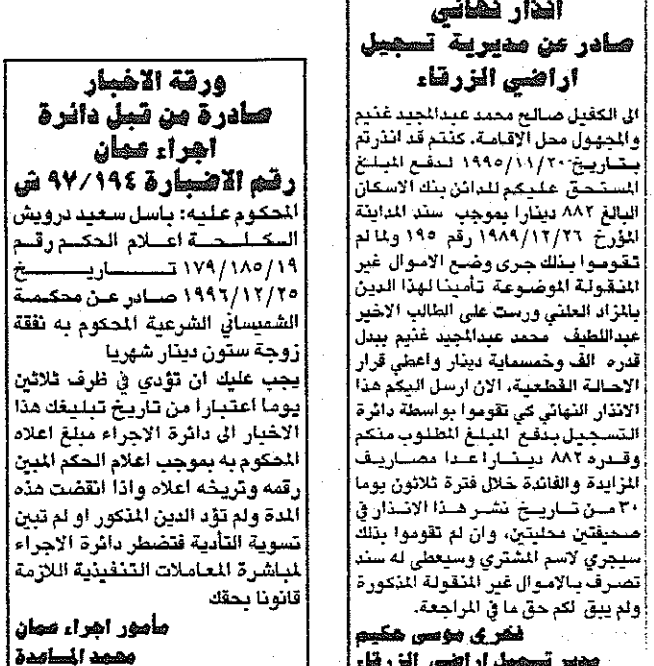 انذار نهائي
صادر عن مديرية تسجيل
اراضي الزرقاء
الى الكفيل صالح محمد عبدالمجيد غنيم
والمجهول محل الاقامة. كنتم قد انذرتم
بتاريخ ١٩٩٥/١١/٢٠ لدفع المبلغ
المستحق عليكم للدائن بنك الاسكان
البالغ ٨٨٢ دينارا بموجب سند المداينة
المؤرخ ١٩٨٩/١٢/٢٦ رقم ١٩٥ ولما لم
تقوموا بذلك جرى وضع الاموال غير
المنقولة الموضوعة تأمينا لهذا الدين
بالمزاد العلني ورست على الطالب الاخير
عبداللطيف محمد عبدالمجيد غنيم ببدل
قدره الف وخمسماية دينار واعطي قرار
الاحالة القطعية، الان ارسل اليكم هذا
الانذار النهائي كي تقوموا بواسطة دائرة
التسجيل بدفع المبلغ المطلوب منكم
وقدره ٨٨٢ دينارا عدا مصاريف
المزايدة والفائدة خلال فترة ثلاثون يوما
٣٠ من تاريخ نشر هذا الانذار في
صحيفتين محليتين، وان لم تقوموا بذلك
سيجري لاسم المشتري وسيعطى له سند
تصرف بالاموال غير المنقولة المذكورة
ولم يبق لكم حق ما في المراجعة.
فخري موسى حكيم
مدير تسجيل اراضي الزرقاء
ورقة الاخبار
صادرة من قبل دائرة
اجراء عمان
رقم الاضبارة ٩٧/١٩٤ ش
المحكوم عليه: باسل سعيد درويش
السكلحة اعلام الحكم رقم
١٧٩/١٨٥/١٩ تاريخ
١٩٩٦/١٢/٢٥ صادر عن محكمة
الشميساني الشرعية المحكوم به نفقة
زوجة ستون دينار شهريا
يجب عليك ان تؤدي في ظرف ثلاثين
يوما اعتبارا من تاريخ تبليغك هذا
الاخبار الى دائرة الاجراء مبلغ اعلاه
المحكوم به بموجب اعلام الحكم المبين
رقمه وتريخه اعلاه واذا انقضت هذه
المدة ولم تؤد الدين المذكور او لم تبين
تسوية التأدية فتضطر دائرة الاجراء
لمباشرة المعاملات التنفيذية اللازمة
قانونا بحقك
مأمور اجراء عمان
محمد المساعدة